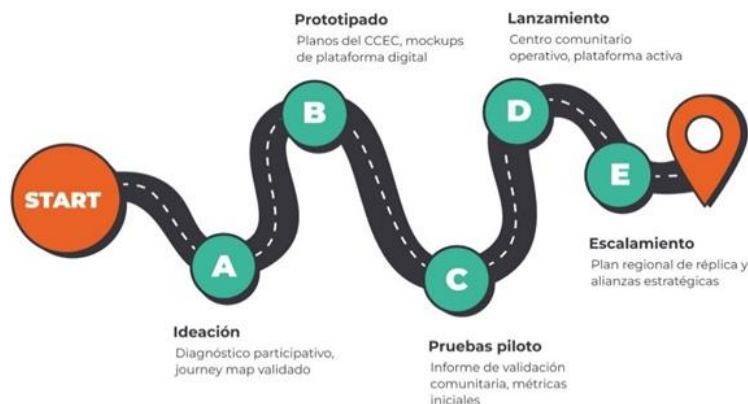 START
A
Ideación
Diagnóstico participativo,
journey map validado
B
Prototipado
Planos del CCEC, mockups
de plataforma digital
C
Pruebas piloto
Informe de validación
comunitaria, métricas
iniciales
D
Lanzamiento
Centro comunitario
operativo, plataforma activa
E
Escalamiento
Plan regional de réplica y
alianzas estratégicas